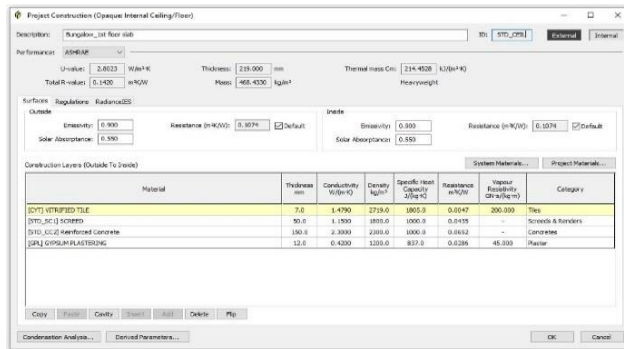 Project Construction (Opaque Internal Ceiling/Floor)
Description: Bungalow_1st floor slab ID: STD_CEIL External Internal
Performance: ASHRAE
U-value: 2.8023 W/m²·K Thickness: 219.000 mm Thermal mass Cm: 214.4528 kJ/(m²·K)
Total R-value: 0.1420 m²K/W Mass: 468.4330 kg/m² Heavyweight
Surfaces Regulations RadianceIES
Outside Inside
Emissivity: 0.900 Resistance (m²K/W): 0.1074 Default Emissivity: 0.900 Resistance (m²K/W): 0.1074 Default
Solar Absorptance: 0.550 Solar Absorptance: 0.550
Construction Layers (Outside To Inside) System Materials... Project Materials...
Material Thickness mm Conductivity W/(m·K) Density kg/m³ Specific Heat Capacity J/(kg·K) Resistance m²K/W Vapour Resistivity GN·s/(kg·m) Category
[CYT] VITRIFIED TILE 7.0 1.4790 2719.0 1805.0 0.0047 200.000 Tiles
[STD_SC1] SCREED 50.0 1.1500 1800.0 1000.0 0.0435 - Screeds & Renders
[STD_CC2] Reinforced Concrete 150.0 2.3000 2300.0 1000.0 0.0652 - Concretes
[GPL] GYPSUM PLASTERING 12.0 0.4200 1200.0 837.0 0.0286 45.000 Plaster
Copy Paste Cavity Insert Add Delete Flip
Condensation Analysis... Derived Parameters... OK Cancel